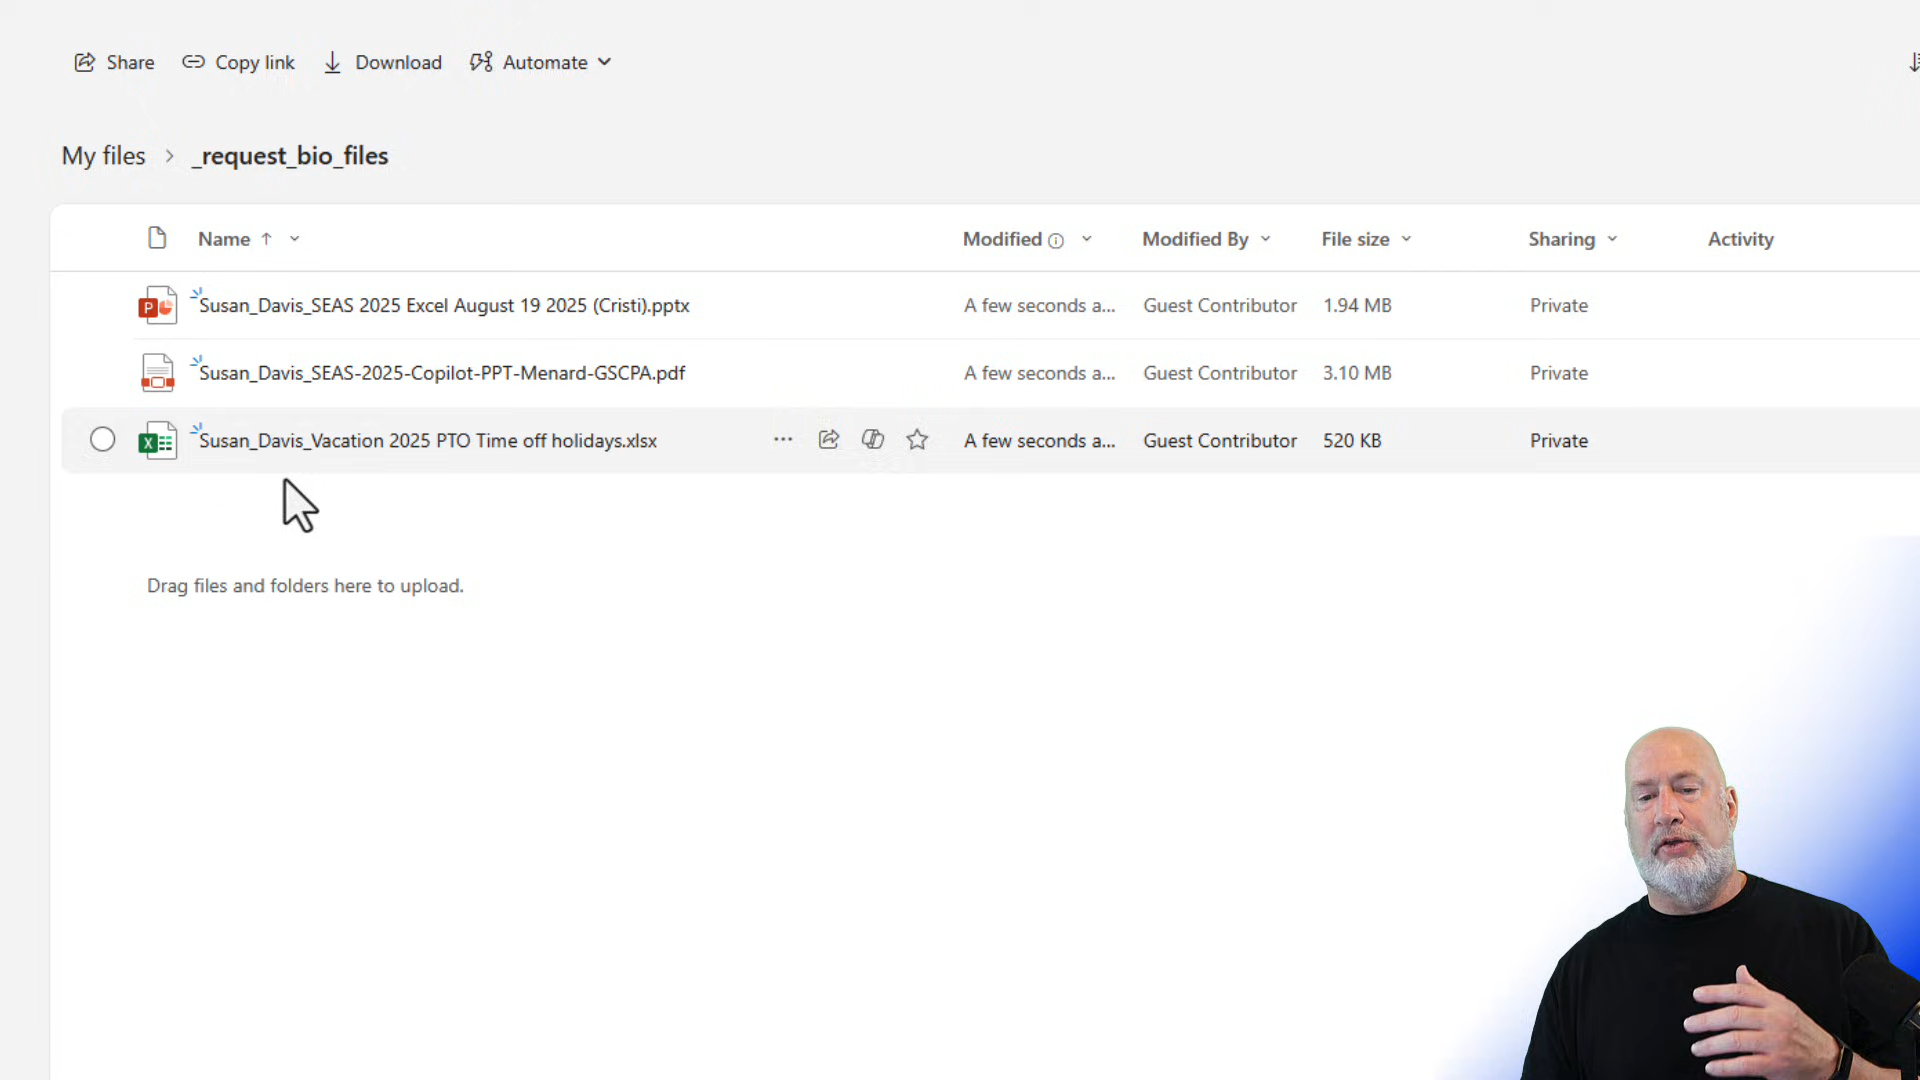 Share Copy link Download Automate
My files > _request_bio_files
Name Modified Modified By File size Sharing Activity
Susan_Davis_SEAS 2025 Excel August 19 2025 (Cristi).pptx A few seconds a... Guest Contributor 1.94 MB Private
Susan_Davis_SEAS-2025-Copilot-PPT-Menard-GSCPA.pdf A few seconds a... Guest Contributor 3.10 MB Private
Susan_Davis_Vacation 2025 PTO Time off holidays.xlsx ... A few seconds a... Guest Contributor 520 KB Private
Drag files and folders here to upload.